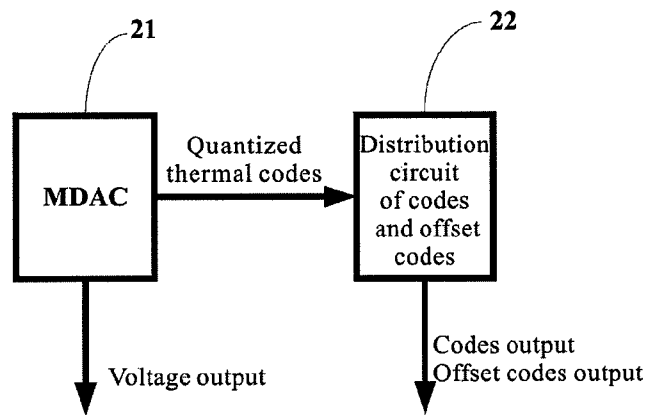 21
22
MDAC
Quantized
thermal codes
Distribution
circuit
of codes
and offset
codes
Voltage output
Codes output
Offset codes output